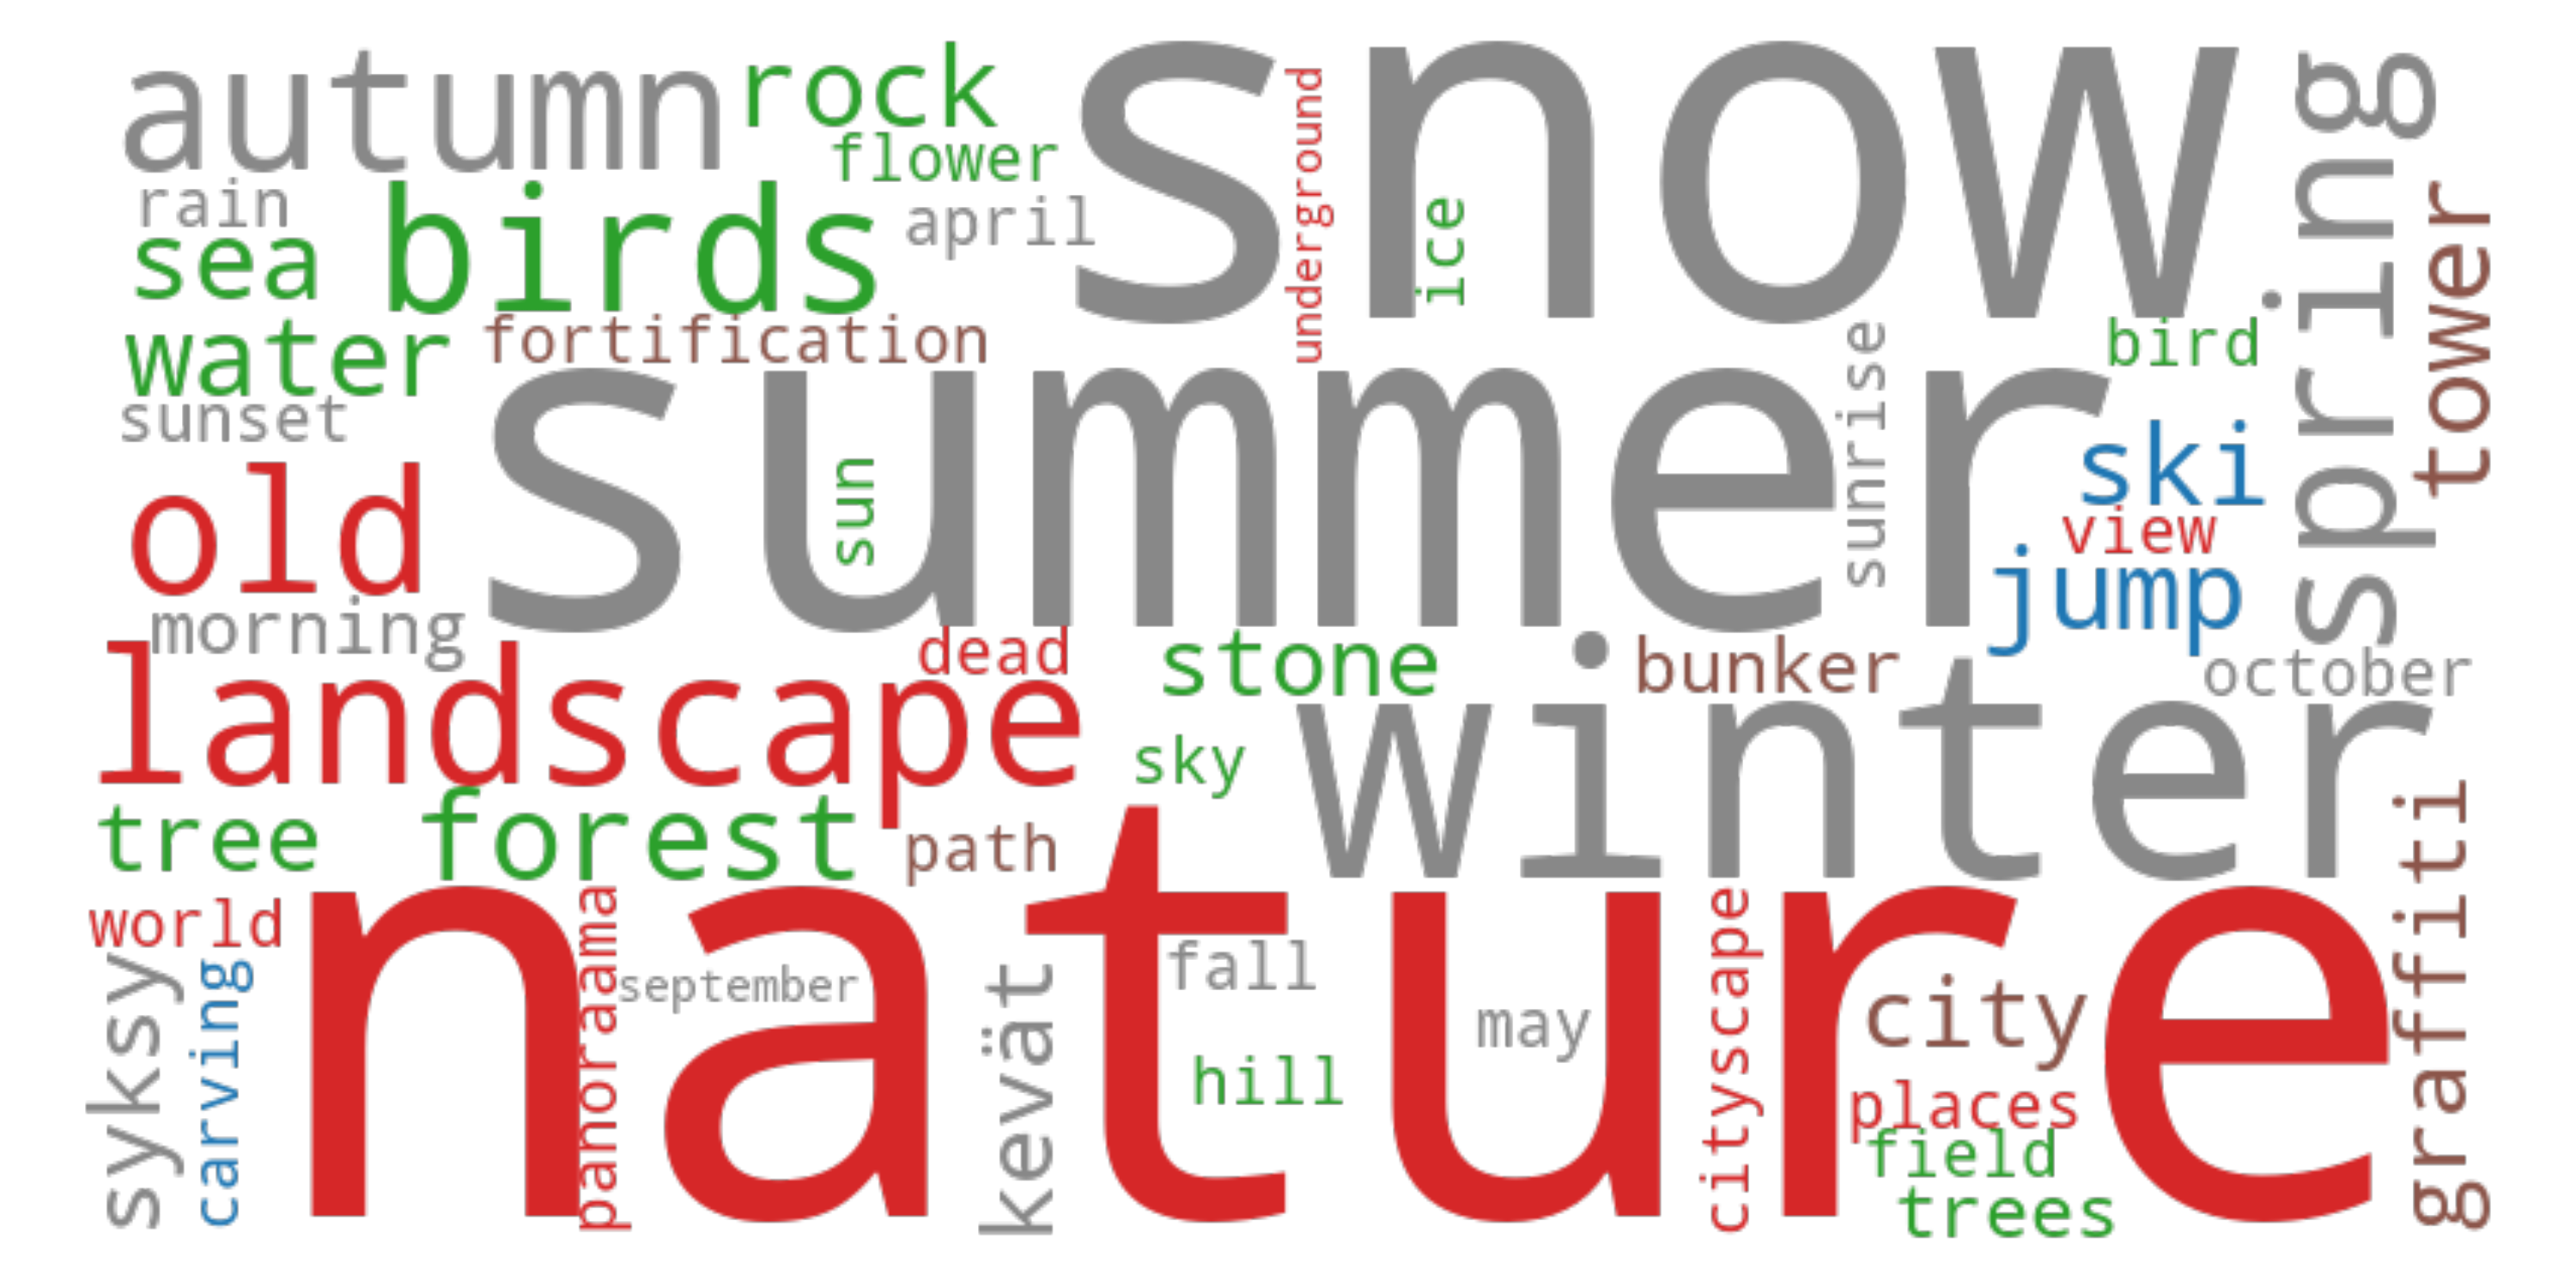 autumn
rock
snow
spring
flower
underground
rain
birds
april
ice
tower
sea
water
fortification
bird
sunset
summer
sunrise
ski
old
sun
view
jump
morning
dead
stone
bunker
october
landscape
sky
winter
tree
forest
path
graffiti
world
nature
panoraama
cityscape
syksy
carving
september
kevät
fall
may
city
hill
places
field
trees